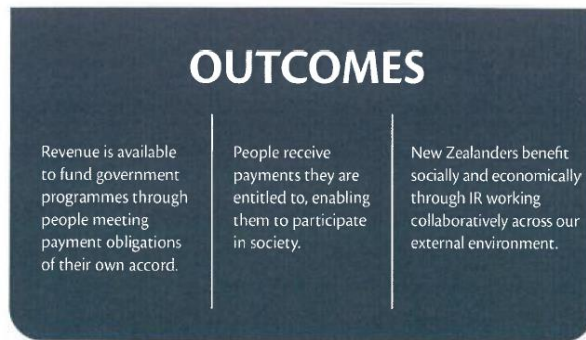 OUTCOMES
Revenue is available
to fund government
programmes through
people meeting
payment obligations
of their own accord.
People receive
payments they are
entitled to, enabling
them to participate
in society.
New Zealanders benefit
socially and economically
through IR working
collaboratively across our
external environment.